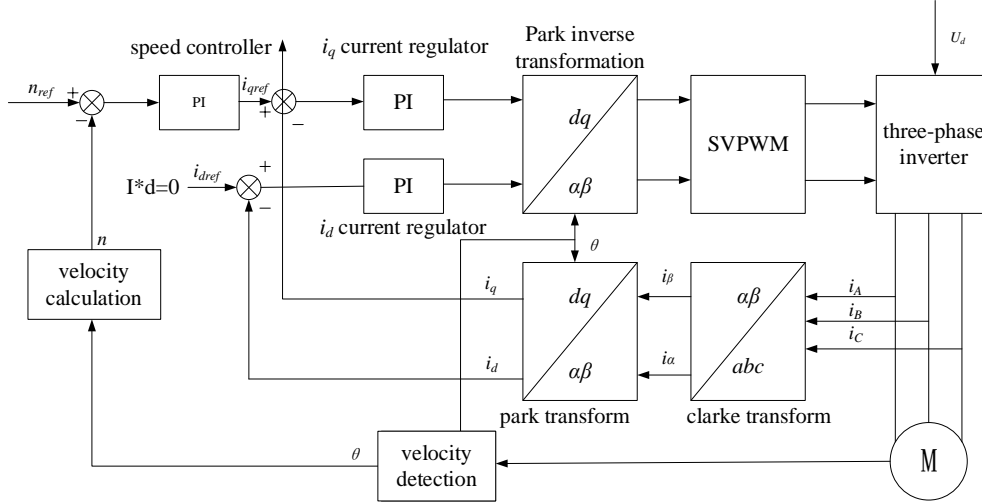 speed controller
i_q current regulator
Park inverse
transformation
U_d
n_ref
+
−
PI
i_qref
+
−
PI
dq
αβ
SVPWM
three-phase
inverter
I*d=0
i_dref
+
−
PI
i_d current regulator
n
θ
velocity
calculation
i_q
i_d
dq
αβ
i_β
i_α
αβ
abc
i_A
i_B
i_C
park transform
clarke transform
θ
velocity
detection
M